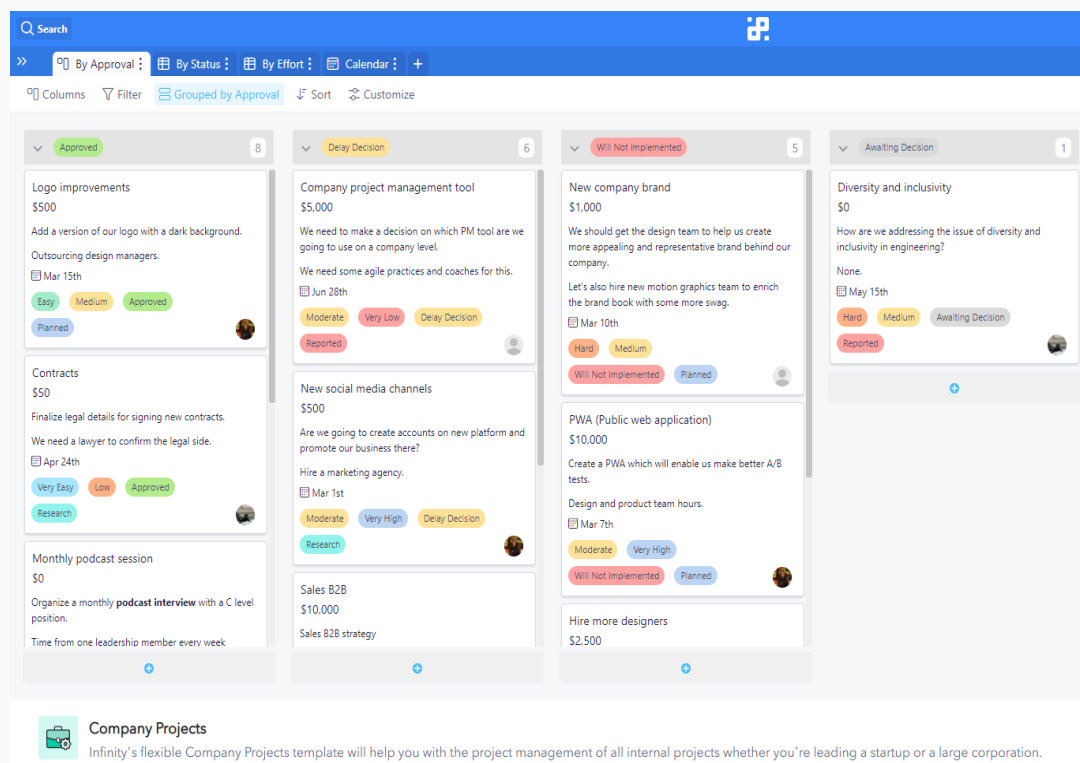 Search
By Approval
By Status
By Effort
Calendar
+
Columns
Filter
Grouped by Approval
Sort
Customize
Approved
8
Logo improvements
$500
Add a version of our logo with a dark background.
Outsourcing design managers.
Mar 15th
Easy
Medium
Approved
Planned
Contracts
$50
Finalize legal details for signing new contracts.
We need a lawyer to confirm the legal side.
Apr 24th
Very Easy
Low
Approved
Research
Monthly podcast session
$0
Organize a monthly podcast interview with a C level
position.
Time from one leadership member every week
Delay Decision
6
Company project management tool
$5,000
We need to make a decision on which PM tool are we
going to use on a company level.
We need some agile practices and coaches for this.
Jun 28th
Moderate
Very Low
Delay Decision
Reported
New social media channels
$500
Are we going to create accounts on new platform and
promote our business there?
Hire a marketing agency.
Mar 1st
Moderate
Very High
Delay Decision
Research
Sales B2B
$10,000
Sales B2B strategy
Will Not Implemented
5
New company brand
$1,000
We should get the design team to help us create
more appealing and representative brand behind our
company.
Let's also hire new motion graphics team to enrich
the brand book with some more swag.
Mar 10th
Hard
Medium
Will Not Implemented
Planned
PWA (Public web application)
$10,000
Create a PWA which will enable us make better A/B
tests.
Design and product team hours.
Mar 7th
Moderate
Very High
Will Not Implemented
Planned
Hire more designers
$2,500
Awaiting Decision
1
Diversity and inclusivity
$0
How are we addressing the issue of diversity and
inclusivity in engineering?
None.
May 15th
Hard
Medium
Awaiting Decision
Reported
Company Projects
Infinity's flexible Company Projects template will help you with the project management of all internal projects whether you're leading a startup or a large corporation.